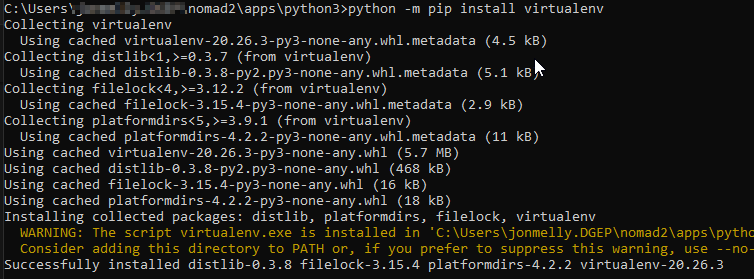 C:\Users\nomad2\apps\python3>python -m pip install virtualenv
Collecting virtualenv
  Using cached virtualenv-20.26.3-py3-none-any.whl.metadata (4.5 kB)
Collecting distlib<1,>=0.3.7 (from virtualenv)
  Using cached distlib-0.3.8-py2.py3-none-any.whl.metadata (5.1 kB)
Collecting filelock<4,>=3.12.2 (from virtualenv)
  Using cached filelock-3.15.4-py3-none-any.whl.metadata (2.9 kB)
Collecting platformdirs<5,>=3.9.1 (from virtualenv)
  Using cached platformdirs-4.2.2-py3-none-any.whl.metadata (11 kB)
Using cached virtualenv-20.26.3-py3-none-any.whl (5.7 MB)
Using cached distlib-0.3.8-py2.py3-none-any.whl (468 kB)
Using cached filelock-3.15.4-py3-none-any.whl (16 kB)
Using cached platformdirs-4.2.2-py3-none-any.whl (18 kB)
Installing collected packages: distlib, platformdirs, filelock, virtualenv
  WARNING: The script virtualenv.exe is installed in 'C:\Users\jonmelly.DGEP\nomad2\apps\pytho
  Consider adding this directory to PATH or, if you prefer to suppress this warning, use --no-
Successfully installed distlib-0.3.8 filelock-3.15.4 platformdirs-4.2.2 virtualenv-20.26.3